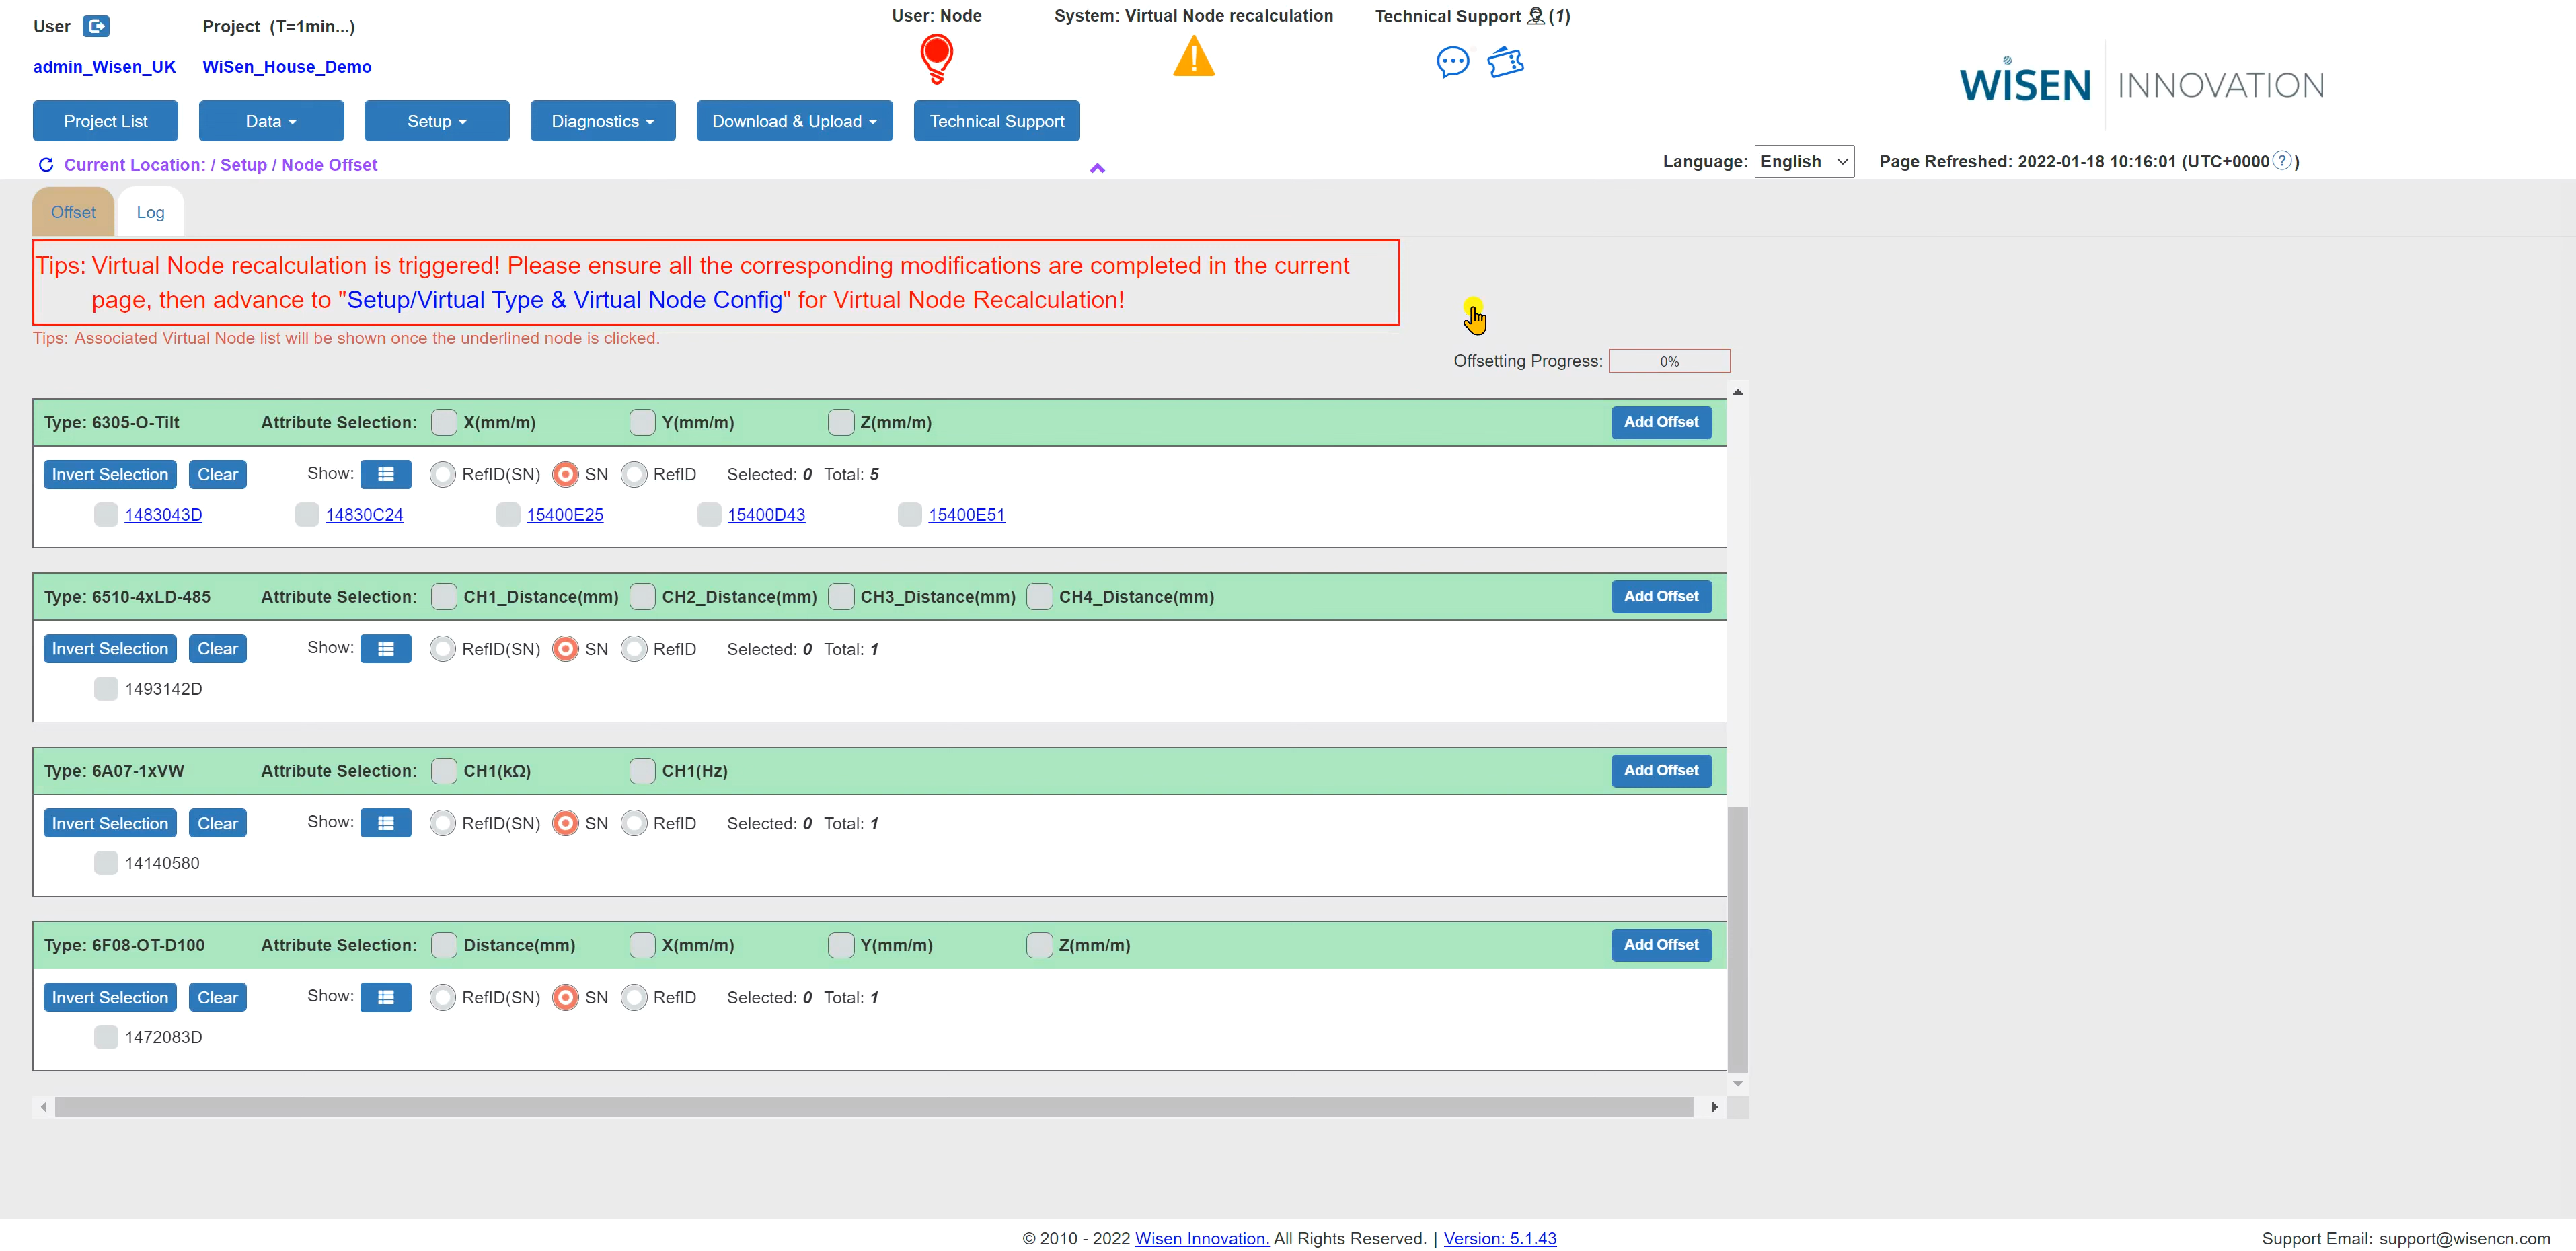 User Project (T=1min...) User: Node System: Virtual Node recalculation Technical Support (1)
admin_Wisen_UK WiSen_House_Demo
WISEN INNOVATION
Project List Data Setup Diagnostics Download & Upload Technical Support
Current Location: / Setup / Node Offset Language: English Page Refreshed: 2022-01-18 10:16:01 (UTC+0000 ? )
Offset Log
Tips: Virtual Node recalculation is triggered! Please ensure all the corresponding modifications are completed in the current
page, then advance to "Setup/Virtual Type & Virtual Node Config" for Virtual Node Recalculation!
Tips: Associated Virtual Node list will be shown once the underlined node is clicked.
Offsetting Progress: 0%
Type: 6305-O-Tilt Attribute Selection: X(mm/m) Y(mm/m) Z(mm/m) Add Offset
Invert Selection Clear Show: RefID(SN) SN RefID Selected: 0 Total: 5
1483043D 14830C24 15400E25 15400D43 15400E51
Type: 6510-4xLD-485 Attribute Selection: CH1_Distance(mm) CH2_Distance(mm) CH3_Distance(mm) CH4_Distance(mm) Add Offset
Invert Selection Clear Show: RefID(SN) SN RefID Selected: 0 Total: 1
1493142D
Type: 6A07-1xVW Attribute Selection: CH1(kΩ) CH1(Hz) Add Offset
Invert Selection Clear Show: RefID(SN) SN RefID Selected: 0 Total: 1
14140580
Type: 6F08-OT-D100 Attribute Selection: Distance(mm) X(mm/m) Y(mm/m) Z(mm/m) Add Offset
Invert Selection Clear Show: RefID(SN) SN RefID Selected: 0 Total: 1
1472083D
© 2010 - 2022 Wisen Innovation. All Rights Reserved. | Version: 5.1.43 Support Email: support@wisencn.com